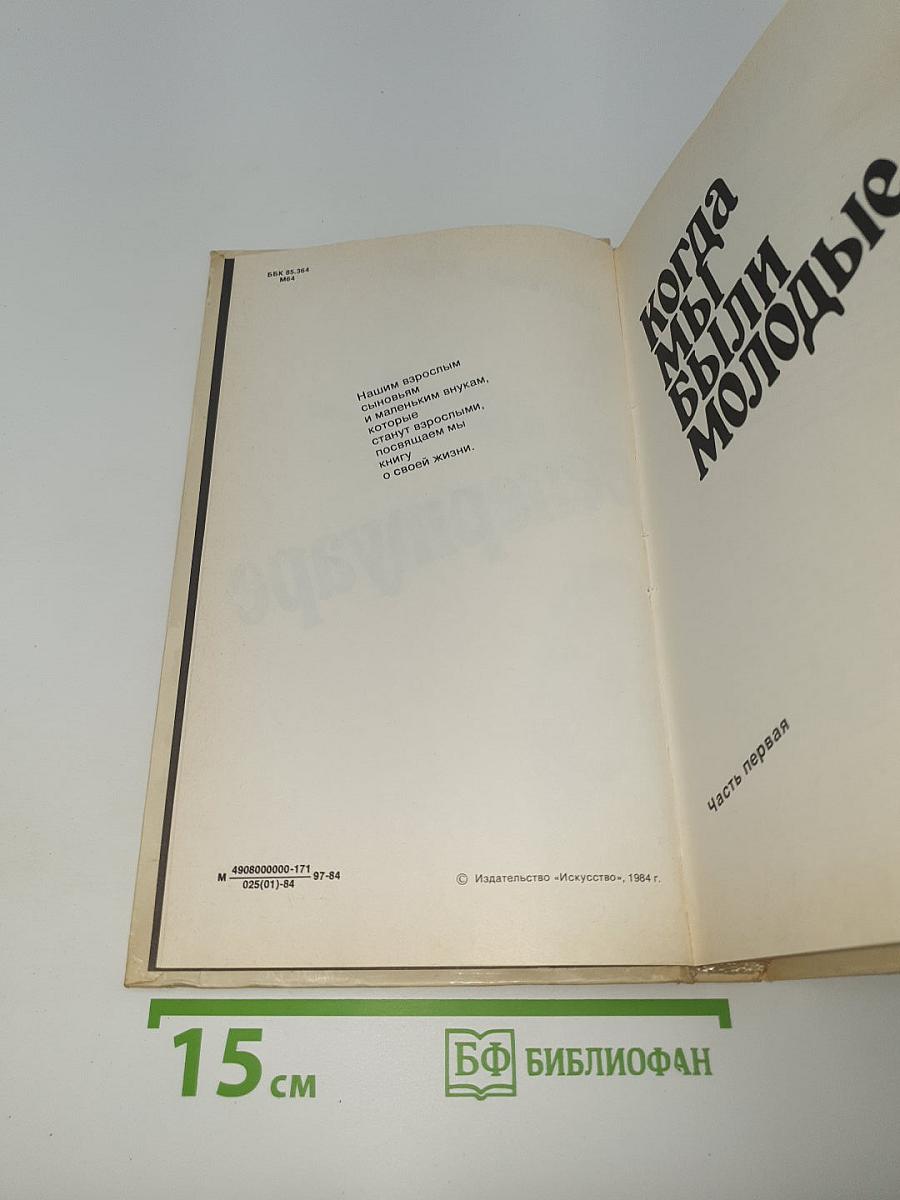 ББК 85.364
М64
Нашим взрослым
сыновьям
и маленьким внукам,
которые
станут взрослыми,
посвящаем мы
книгу
о своей жизни.
М 4908000000-171 97-84
025(01)-84
© Издательство «Искусство», 1984 г.
когда
мы
были
молодые
Часть первая
15 см
БФ БИБЛИОФАН